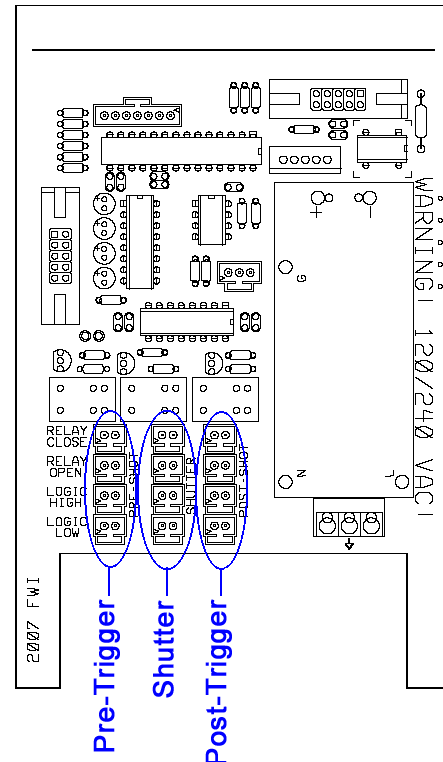 +
-
G
WARNING! 120/240 VAC!
RELAY
CLOSE
RELAY
OPEN
LOGIC
HIGH
LOGIC
LOW
PRE-SHOT
SHUTTER
POST-SHOT
N
L
2007 FWI
Pre-Trigger
Shutter
Post-Trigger